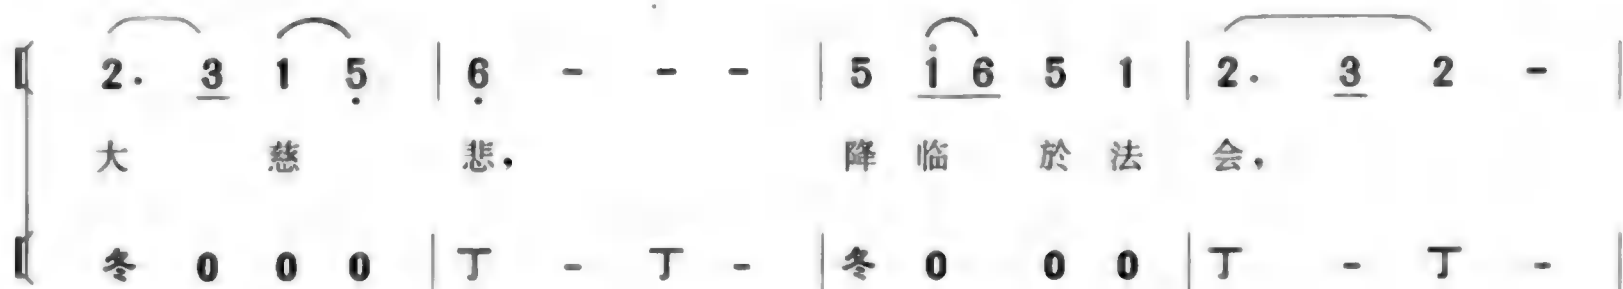 2. 3 1 5 | 6 - - - | 5 i 6 5 1 | 2. 3 2 - |
大 慈 悲， 降 临 於 法 会，
冬 0 0 0 | 丁 - 丁 - | 冬 0 0 0 | 丁 - 丁 - |